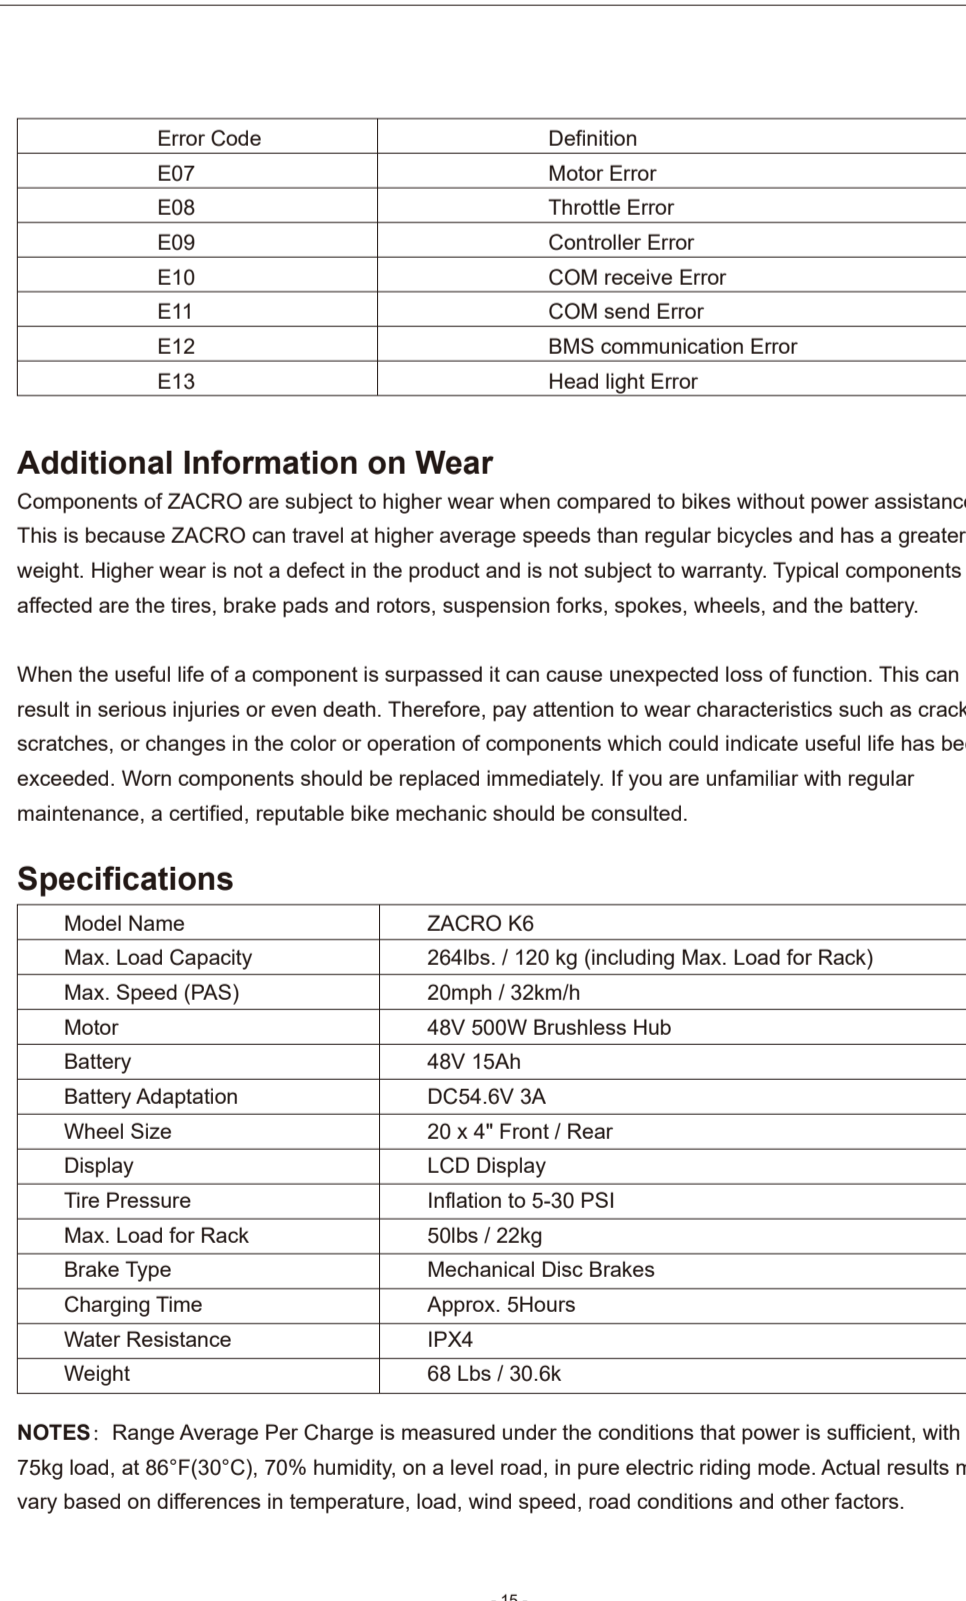 Error Code Definition
E07 Motor Error
E08 Throttle Error
E09 Controller Error
E10 COM receive Error
E11 COM send Error
E12 BMS communication Error
E13 Head light Error
Additional Information on Wear
Components of ZACRO are subject to higher wear when compared to bikes without power assistanc
This is because ZACRO can travel at higher average speeds than regular bicycles and has a greater
weight. Higher wear is not a defect in the product and is not subject to warranty. Typical components
affected are the tires, brake pads and rotors, suspension forks, spokes, wheels, and the battery.
When the useful life of a component is surpassed it can cause unexpected loss of function. This can
result in serious injuries or even death. Therefore, pay attention to wear characteristics such as crack
scratches, or changes in the color or operation of components which could indicate useful life has be
exceeded. Worn components should be replaced immediately. If you are unfamiliar with regular
maintenance, a certified, reputable bike mechanic should be consulted.
Specifications
Model Name ZACRO K6
Max. Load Capacity 264lbs. / 120 kg (including Max. Load for Rack)
Max. Speed (PAS) 20mph / 32km/h
Motor 48V 500W Brushless Hub
Battery 48V 15Ah
Battery Adaptation DC54.6V 3A
Wheel Size 20 x 4" Front / Rear
Display LCD Display
Tire Pressure Inflation to 5-30 PSI
Max. Load for Rack 50lbs / 22kg
Brake Type Mechanical Disc Brakes
Charging Time Approx. 5Hours
Water Resistance IPX4
Weight 68 Lbs / 30.6k
NOTES: Range Average Per Charge is measured under the conditions that power is sufficient, with
75kg load, at 86°F(30°C), 70% humidity, on a level road, in pure electric riding mode. Actual results m
vary based on differences in temperature, load, wind speed, road conditions and other factors.
- 15 -